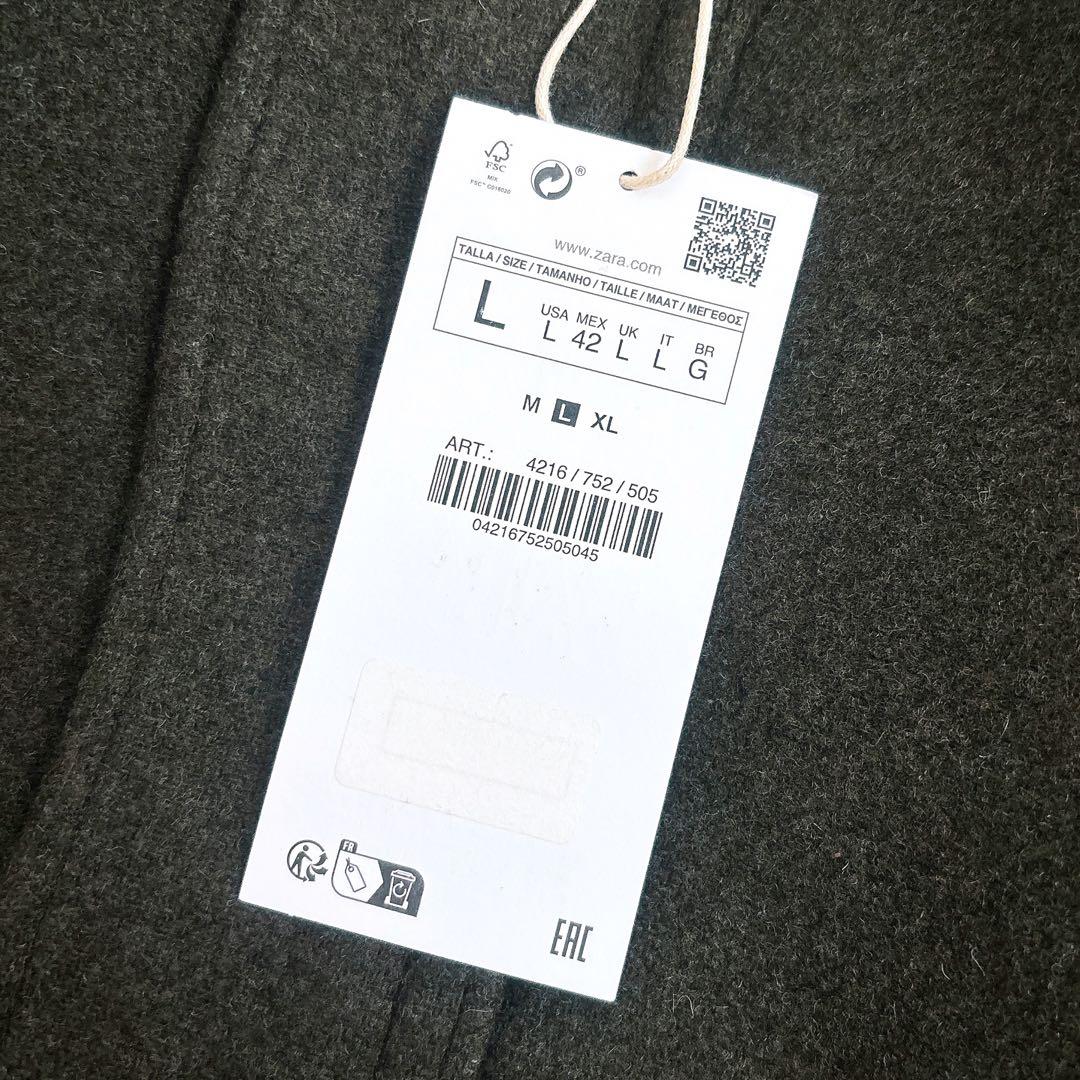 FSC
MIX
FSC™ C016020
®
www.zara.com
TALLA / SIZE / TAMANHO / TAILLE / MAAT / ΜΕΓΕΘΟΣ
L
USA MEX UK IT BR
L 42 L L G
M L XL
ART.: 4216 / 752 / 505
04216752505045
FR
EAC